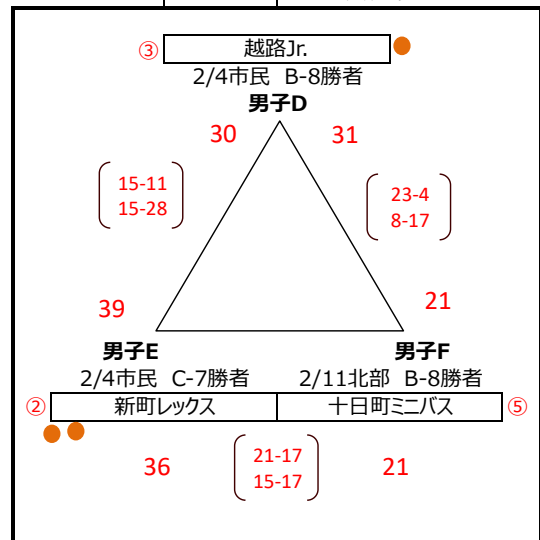 ③ 越路Jr.
2/4市民 B-8勝者
男子D
30 31
15-11 23-4
15-28 8-17
39 21
男子E 男子F
2/4市民 C-7勝者 2/11北部 B-8勝者
② 新町レックス 十日町ミニバス ⑤
36 21-17 21
15-17